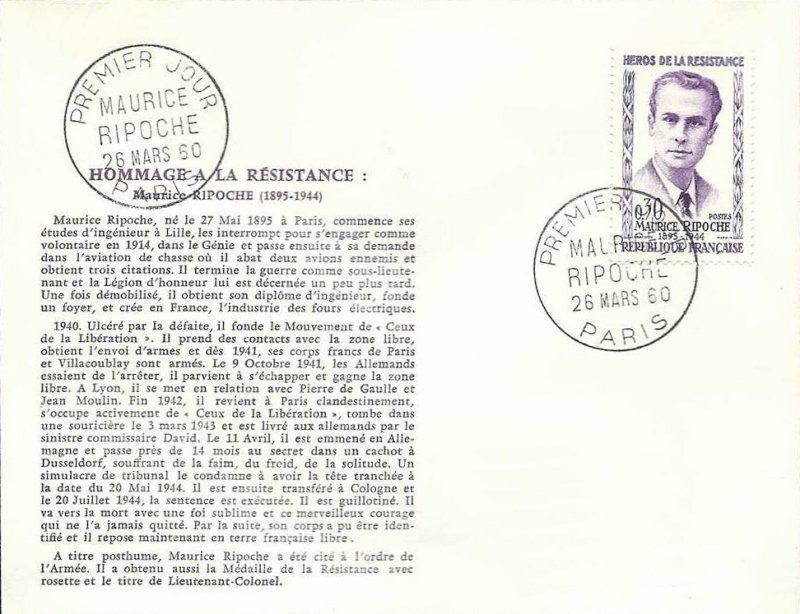 PREMIER JOUR
MAURICE
RIPOCHE
26 MARS 60
PARIS
HOMMAGE A LA RÉSISTANCE :
Maurice RIPOCHE (1895-1944)
Maurice Ripoche, né le 27 Mai 1895 à Paris, commence ses
études d'ingénieur à Lille, les interrompt pour s'engager comme
volontaire en 1914, dans le Génie et passe ensuite à sa demande
dans l'aviation de chasse où il abat deux avions ennemis et
obtient trois citations. Il termine la guerre comme sous-lieute-
nant et la Légion d'honneur lui est décernée un peu plus tard.
Une fois démobilisé, il obtient son diplôme d'ingénieur, fonde
un foyer, et crée en France, l'industrie des fours électriques.
1940. Ulcéré par la défaite, il fonde le Mouvement de « Ceux
de la Libération ». Il prend des contacts avec la zone libre,
obtient l'envoi d'armes et dès 1941, ses corps francs de Paris
et Villacoublay sont armés. Le 9 Octobre 1941, les Allemands
essaient de l'arrêter, il parvient à s'échapper et gagne la zone
libre. A Lyon, il se met en relation avec Pierre de Gaulle et
Jean Moulin. Fin 1942, il revient à Paris clandestinement,
s'occupe activement de « Ceux de la Libération », tombe dans
une souricière le 3 mars 1943 et est livré aux allemands par le
sinistre commissaire David. Le 11 Avril, il est emmené en Alle-
magne et passe près de 14 mois au secret dans un cachot à
Dusseldorf, souffrant de la faim, du froid, de la solitude. Un
simulacre de tribunal le condamne à avoir la tête tranchée à
la date du 20 Mai 1944. Il est ensuite transféré à Cologne et
le 20 Juillet 1944, la sentence est exécutée. Il est guillotiné. Il
va vers la mort avec une foi sublime et ce merveilleux courage
qui ne l'a jamais quitté. Par la suite, son corps a pu être iden-
tifié et il repose maintenant en terre française libre.
A titre posthume, Maurice Ripoche a été cité à l'ordre de
l'Armée. Il a obtenu aussi la Médaille de la Résistance avec
rosette et le titre de Lieutenant-Colonel.
HEROS DE LA RESISTANCE
0,30
POSTES
MAURICE RIPOCHE
1895-1944
REPUBLIQUE FRANÇAISE
PREMIER JOUR
MAURICE
RIPOCHE
26 MARS 60
PARIS